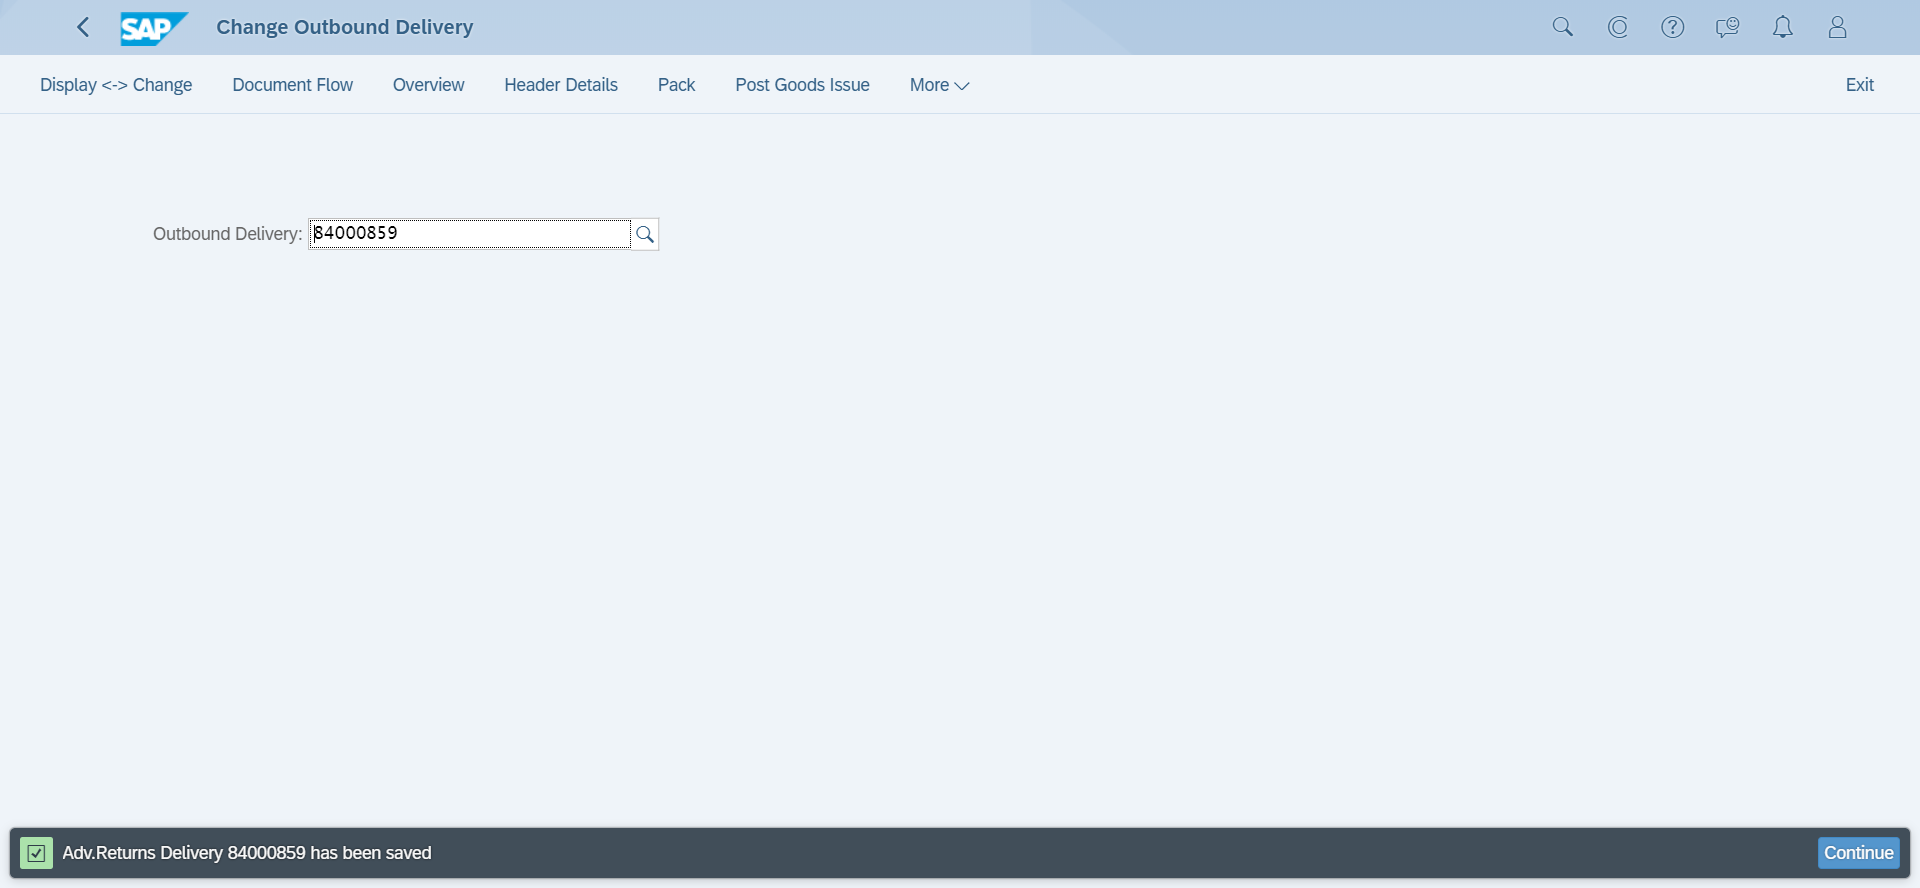 SAP Change Outbound Delivery
Display <-> Change Document Flow Overview Header Details Pack Post Goods Issue More Exit
Outbound Delivery: 84000859
Adv.Returns Delivery 84000859 has been saved Continue